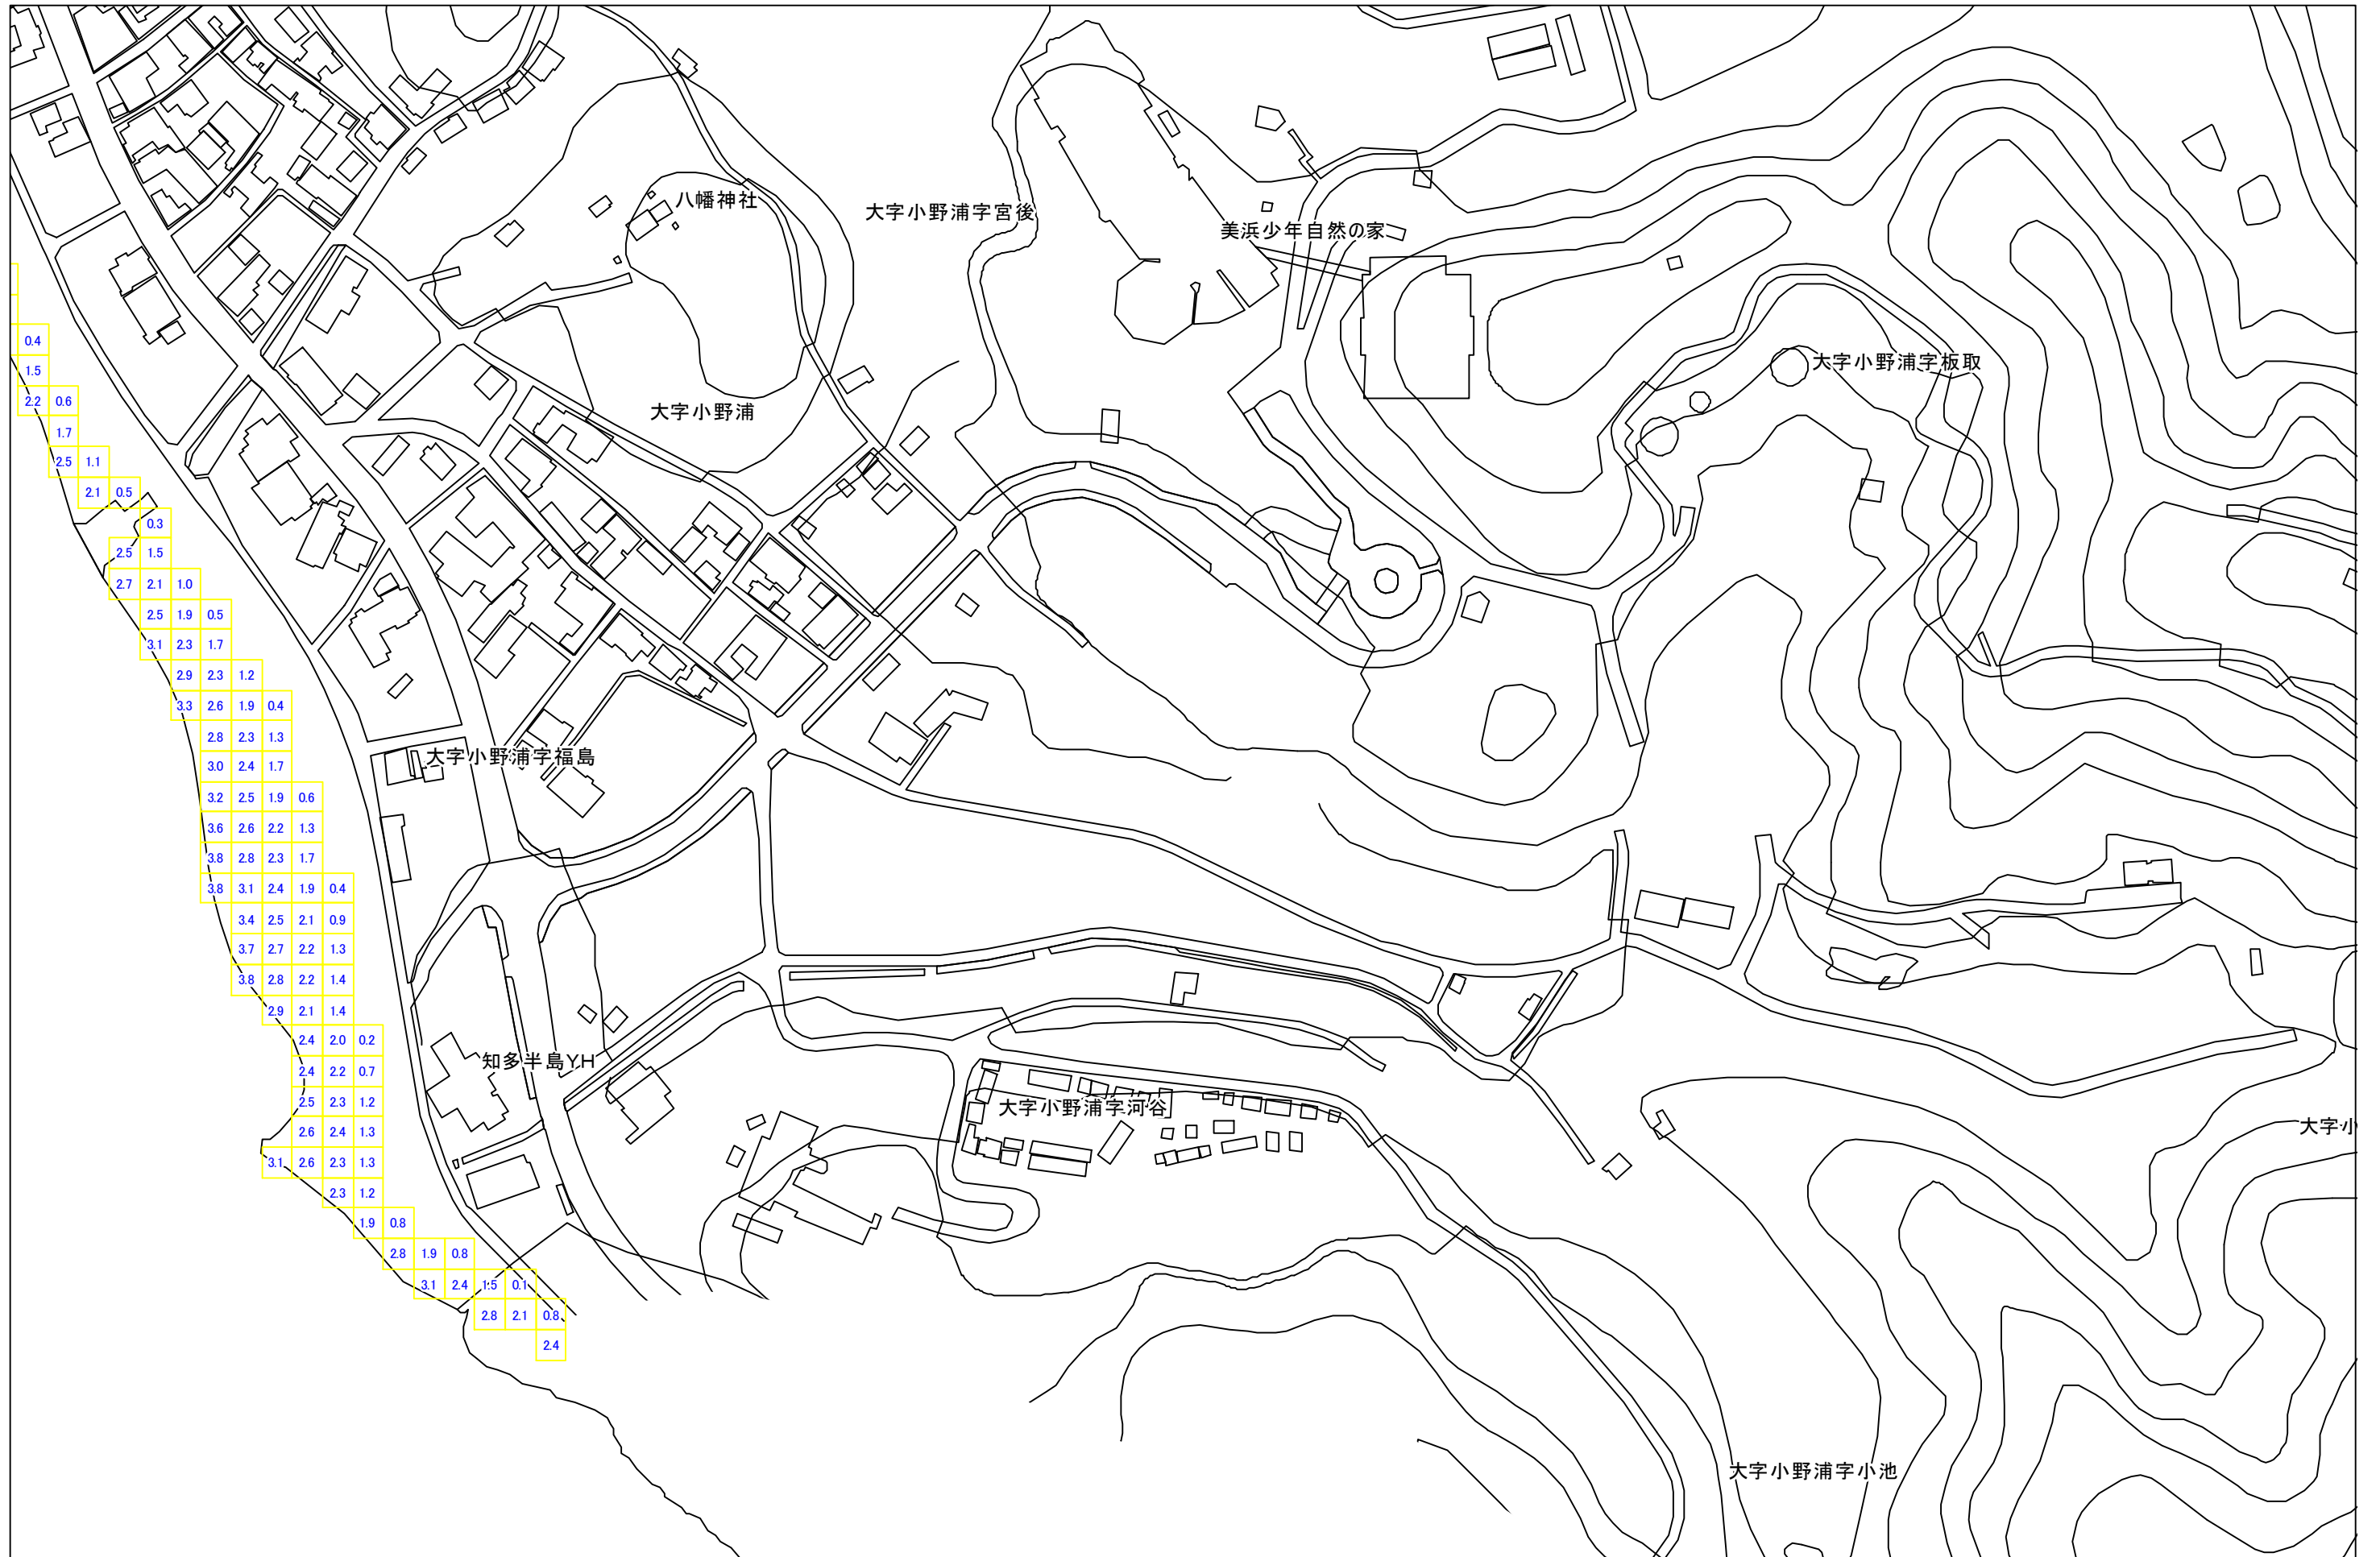 八幡神社
大字小野浦字宮後
美浜少年自然の家
0.4
1.5
大字小野浦字板取
2.2 0.6
大字小野浦
1.7
2.5 1.1
2.1 0.5
0.3
2.5 1.5
2.7 2.1 1.0
2.5 1.9 0.5
3.1 2.3 1.7
2.9 2.3 1.2
3.3 2.6 1.9 0.4
2.8 2.3 1.3
大字小野浦字福島
3.0 2.4 1.7
3.2 2.5 1.9 0.6
3.6 2.6 2.2 1.3
3.8 2.8 2.3 1.7
3.8 3.1 2.4 1.9 0.4
3.4 2.5 2.1 0.9
3.7 2.7 2.2 1.3
3.8 2.8 2.2 1.4
2.9 2.1 1.4
2.4 2.0 0.2
知多半島YH
2.4 2.2 0.7
2.5 2.3 1.2
大字小野浦字河谷
大字小
2.6 2.4 1.3
3.1 2.6 2.3 1.3
2.3 1.2
1.9 0.8
2.8 1.9 0.8
3.1 2.4 1.5 0.1
2.8 2.1 0.8
2.4
大字小野浦字小池